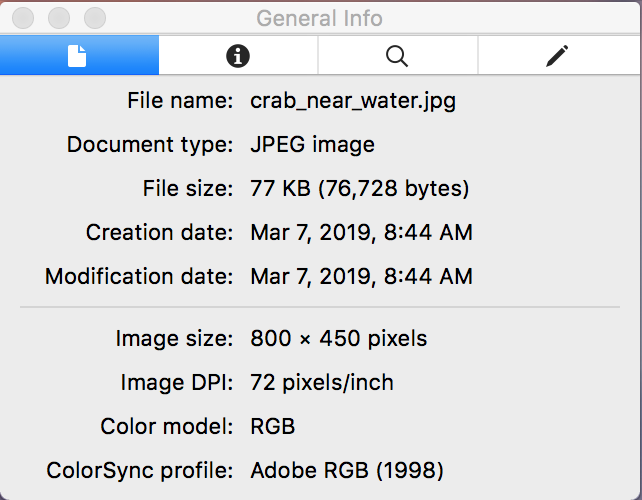 General Info
File name: crab_near_water.jpg
Document type: JPEG image
File size: 77 KB (76,728 bytes)
Creation date: Mar 7, 2019, 8:44 AM
Modification date: Mar 7, 2019, 8:44 AM
Image size: 800 × 450 pixels
Image DPI: 72 pixels/inch
Color model: RGB
ColorSync profile: Adobe RGB (1998)